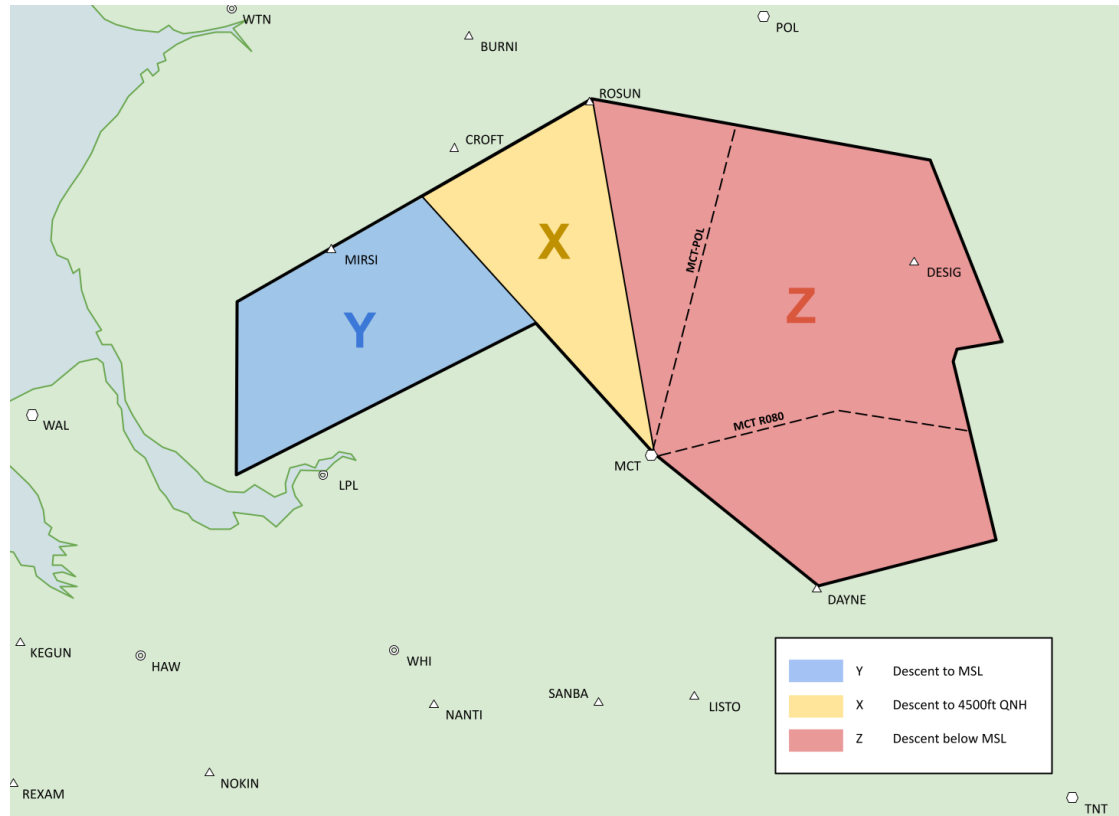 WTN
POL
BURNI
ROSUN
CROFT
X
MCT-POL
MIRSI
DESIG
Z
Y
WAL
MCT R080
MCT
LPL
DAYNE
KEGUN
HAW
WHI
SANBA
LISTO
NANTI
NOKIN
REXAM
TNT
Y Descent to MSL
X Descent to 4500ft QNH
Z Descent below MSL